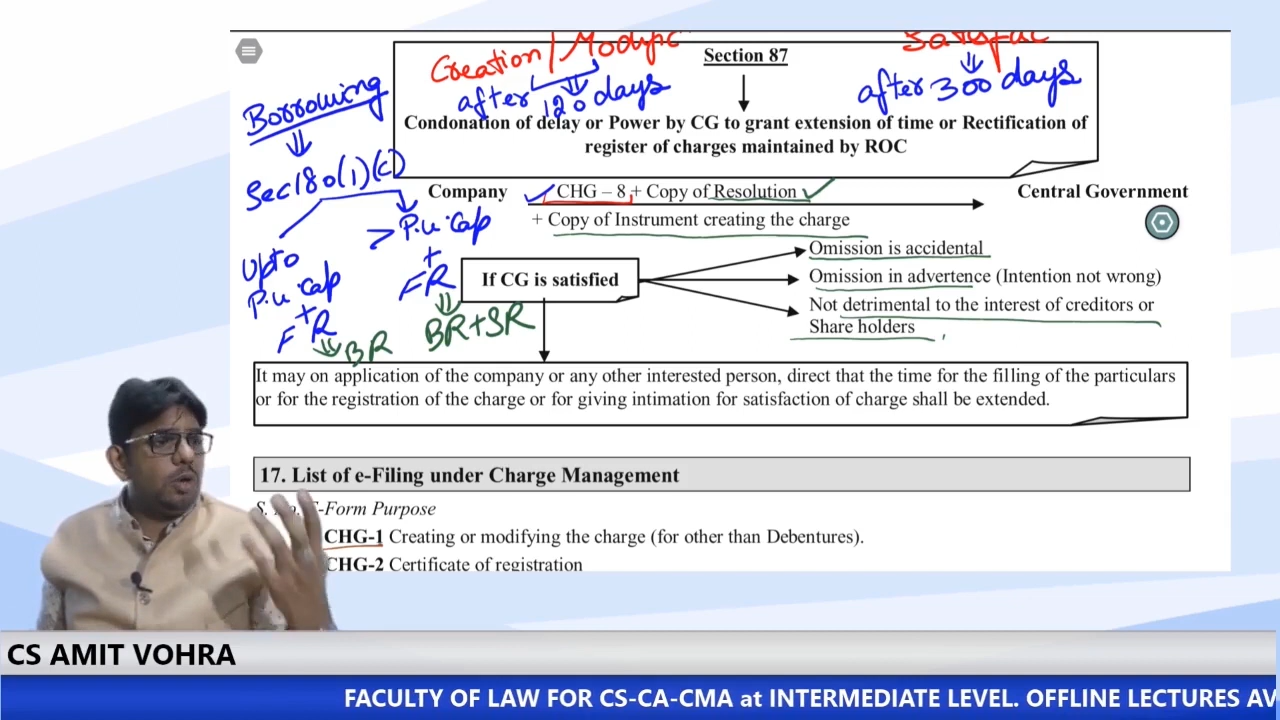 Creation/Modific
Section 87
Satisfac
after 120 days
after 300 days
Borrowing
Condonation of delay or Power by CG to grant extension of time or Rectification of
register of charges maintained by ROC
Sec 180(1)(c)
Company
CHG – 8 + Copy of Resolution
Central Government
+ Copy of Instrument creating the charge
Upto
P.u Cap
+
FR
BR
> P.u Cap
+
FR
BR+SR
If CG is satisfied
Omission is accidental
Omission in advertence (Intention not wrong)
Not detrimental to the interest of creditors or
Share holders
It may on application of the company or any other interested person, direct that the time for the filling of the particulars
or for the registration of the charge or for giving intimation for satisfaction of charge shall be extended.
17. List of e-Filing under Charge Management
S. -Form Purpose
CHG-1 Creating or modifying the charge (for other than Debentures).
CHG-2 Certificate of registration
CS AMIT VOHRA
FACULTY OF LAW FOR CS-CA-CMA at INTERMEDIATE LEVEL. OFFLINE LECTURES AV